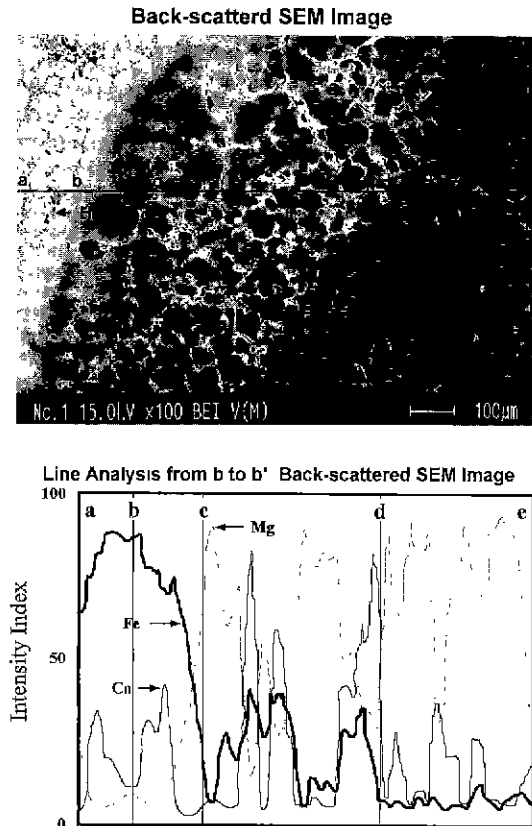 Back-scatterd SEM Image
a b
No.1 15.0kV x100 BEI V(M) 100µm
Line Analysis from b to b' Back-scattered SEM Image
100
a b c d e
Mg
Fe
50
Cn
Intensity Index
0